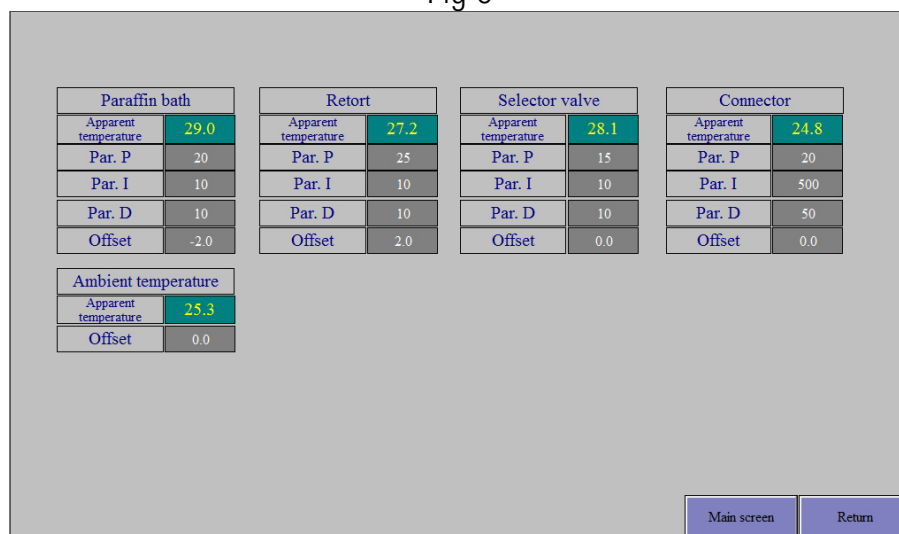 Paraffin bath
Apparent temperature 29.0
Par. P 20
Par. I 10
Par. D 10
Offset -2.0
Retort
Apparent temperature 27.2
Par. P 25
Par. I 10
Par. D 10
Offset 2.0
Selector valve
Apparent temperature 28.1
Par. P 15
Par. I 10
Par. D 10
Offset 0.0
Connector
Apparent temperature 24.8
Par. P 20
Par. I 500
Par. D 50
Offset 0.0
Ambient temperature
Apparent temperature 25.3
Offset 0.0
Main screen
Return